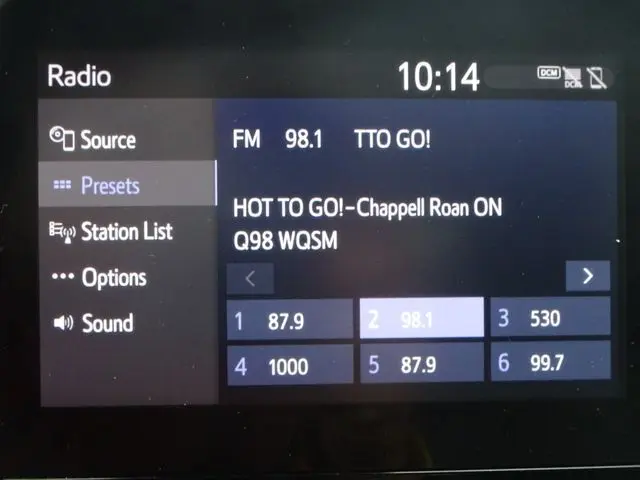 Radio
10:14
DCM
DCM
Source
Presets
Station List
Options
Sound
FM 98.1 TTO GO!
HOT TO GO!-Chappell Roan ON
Q98 WQSM
<
>
1 87.9
2 98.1
3 530
4 1000
5 87.9
6 99.7